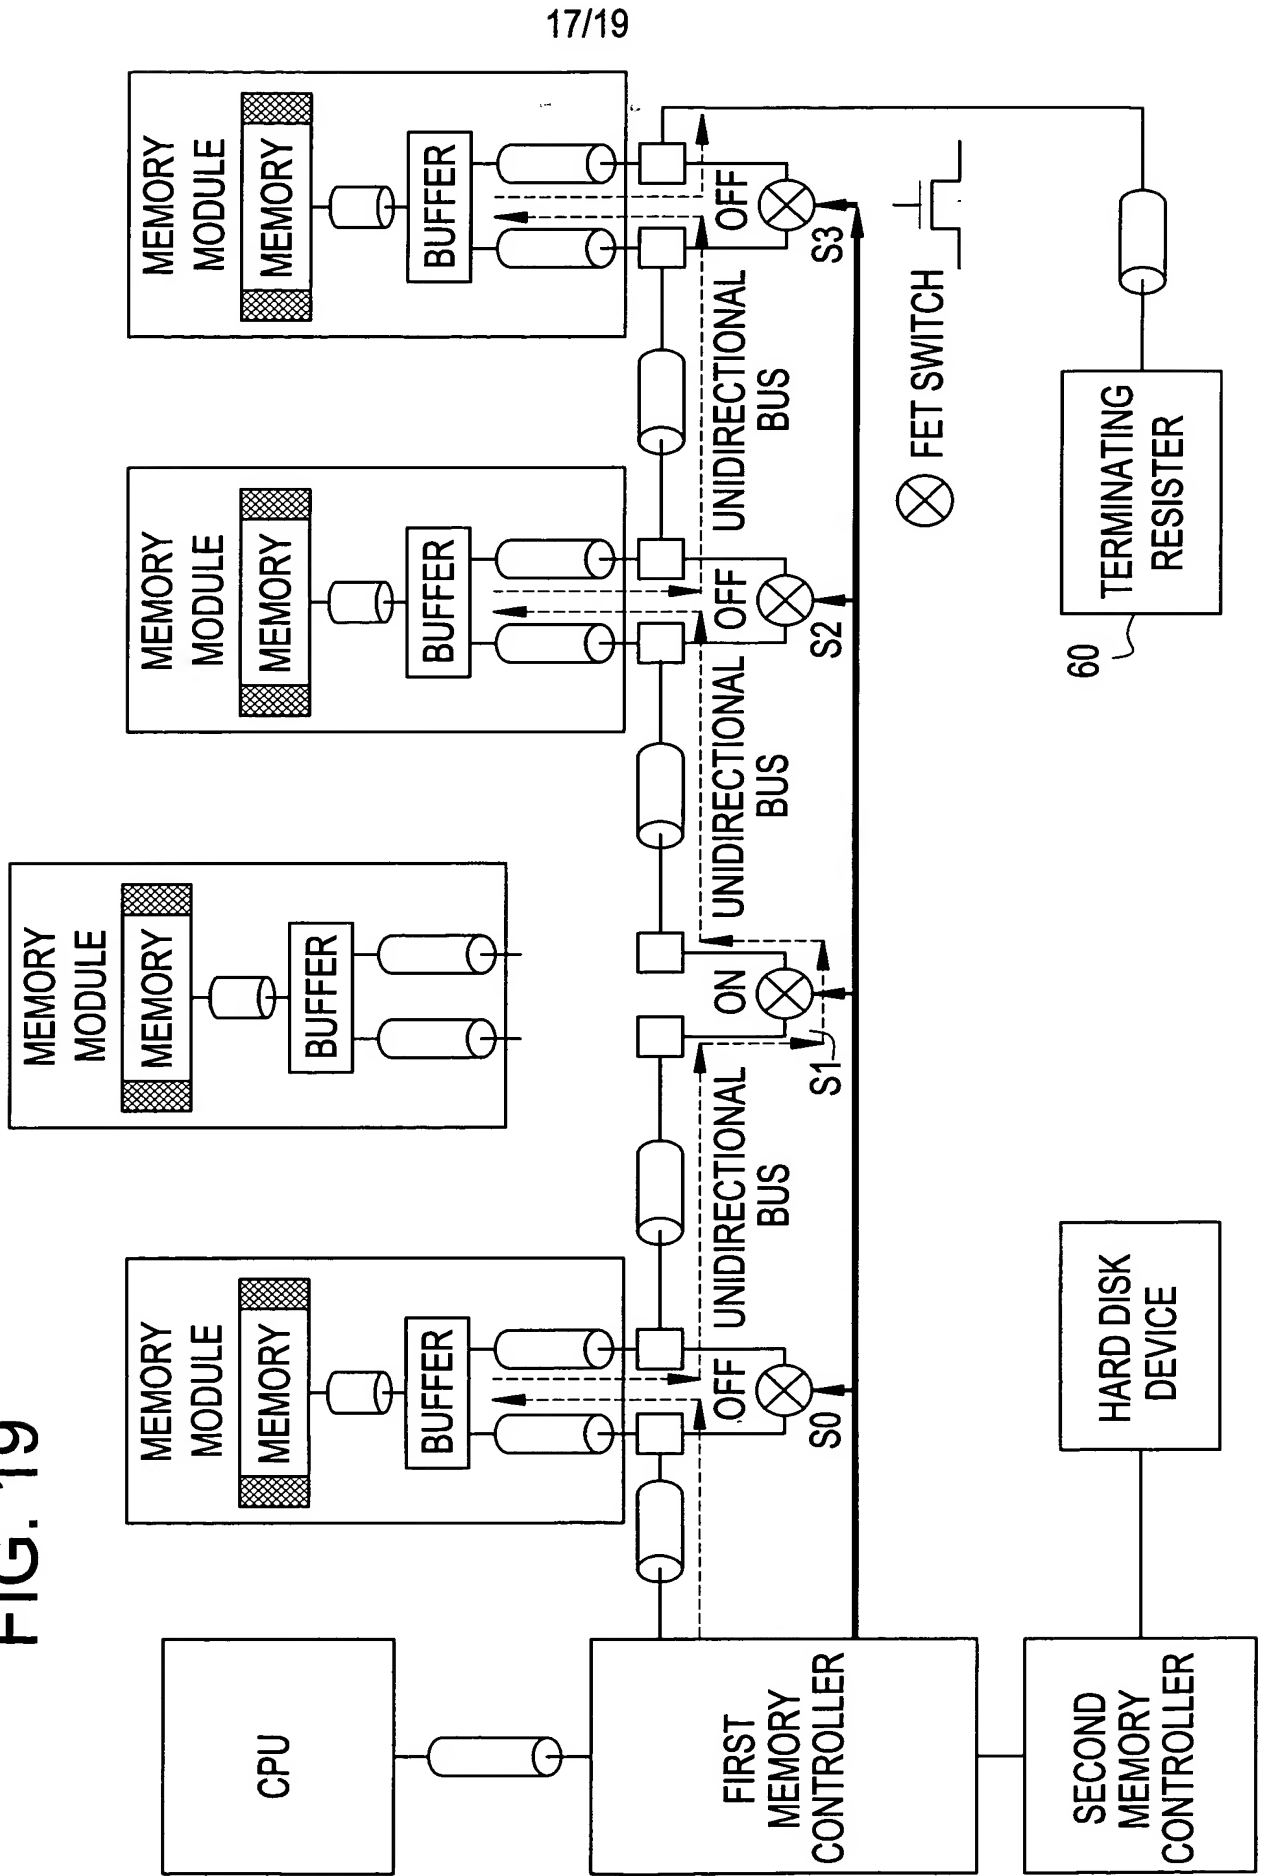 17/19
FIG. 19
CPU
FIRST
MEMORY
CONTROLLER
SECOND
MEMORY
CONTROLLER
HARD DISK
DEVICE
MEMORY
MODULE
MEMORY
BUFFER
OFF
S0
UNIDIRECTIONAL
BUS
MEMORY
MODULE
MEMORY
BUFFER
ON
S1
UNIDIRECTIONAL
BUS
MEMORY
MODULE
MEMORY
BUFFER
OFF
S2
UNIDIRECTIONAL
BUS
MEMORY
MODULE
MEMORY
BUFFER
OFF
S3
FET SWITCH
TERMINATING
RESISTER
60